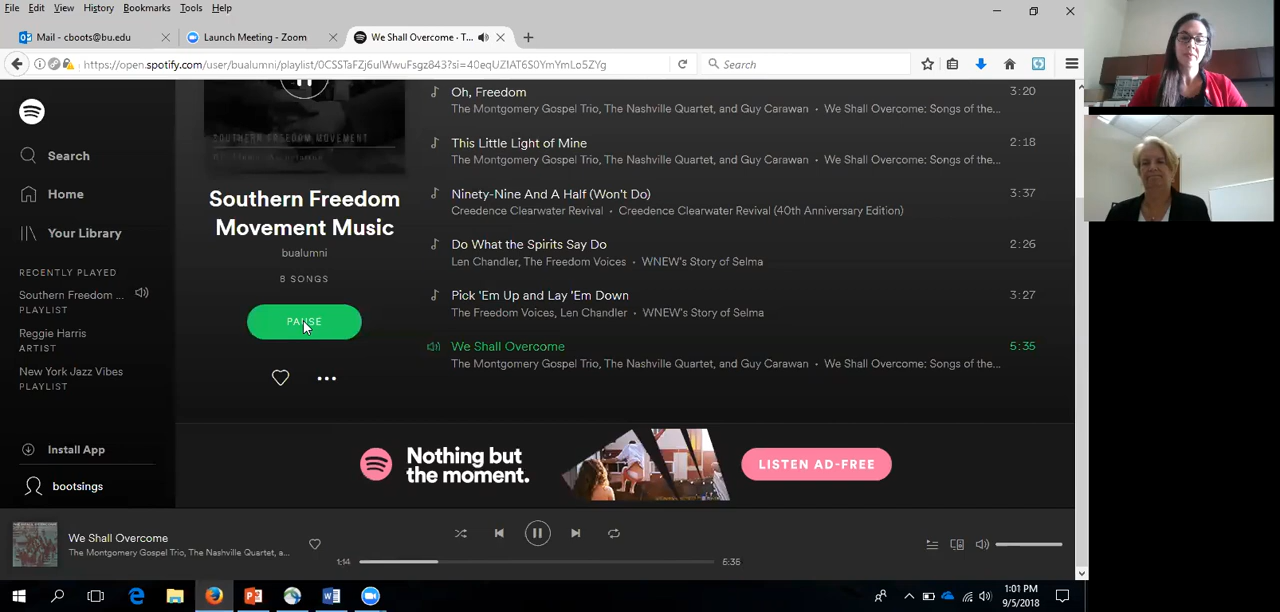 File Edit View History Bookmarks Tools Help
Mail - cboots@bu.edu
Launch Meeting - Zoom
We Shall Overcome · T...
https://open.spotify.com/user/bualumni/playlist/0CSSTaFZj6ulWwuFsgz843?si=40eqUZIAT6S0YmYmLo5ZYg
Search
Search
Home
Your Library
RECENTLY PLAYED
Southern Freedom ...
PLAYLIST
Reggie Harris
ARTIST
New York Jazz Vibes
PLAYLIST
Install App
bootsings
SOUTHERN FREEDOM MOVEMENT
Southern Freedom
Movement Music
bualumni
8 SONGS
PAUSE
Oh, Freedom 3:20
The Montgomery Gospel Trio, The Nashville Quartet, and Guy Carawan • We Shall Overcome: Songs of the...
This Little Light of Mine 2:18
The Montgomery Gospel Trio, The Nashville Quartet, and Guy Carawan • We Shall Overcome: Songs of the...
Ninety-Nine And A Half (Won't Do) 3:37
Creedence Clearwater Revival • Creedence Clearwater Revival (40th Anniversary Edition)
Do What the Spirits Say Do 2:26
Len Chandler, The Freedom Voices • WNEW's Story of Selma
Pick 'Em Up and Lay 'Em Down 3:27
The Freedom Voices, Len Chandler • WNEW's Story of Selma
We Shall Overcome 5:35
The Montgomery Gospel Trio, The Nashville Quartet, and Guy Carawan • We Shall Overcome: Songs of the...
Nothing but
the moment.
LISTEN AD-FREE
We Shall Overcome
The Montgomery Gospel Trio, The Nashville Quartet, a...
1:14 5:35
1:01 PM
9/5/2018